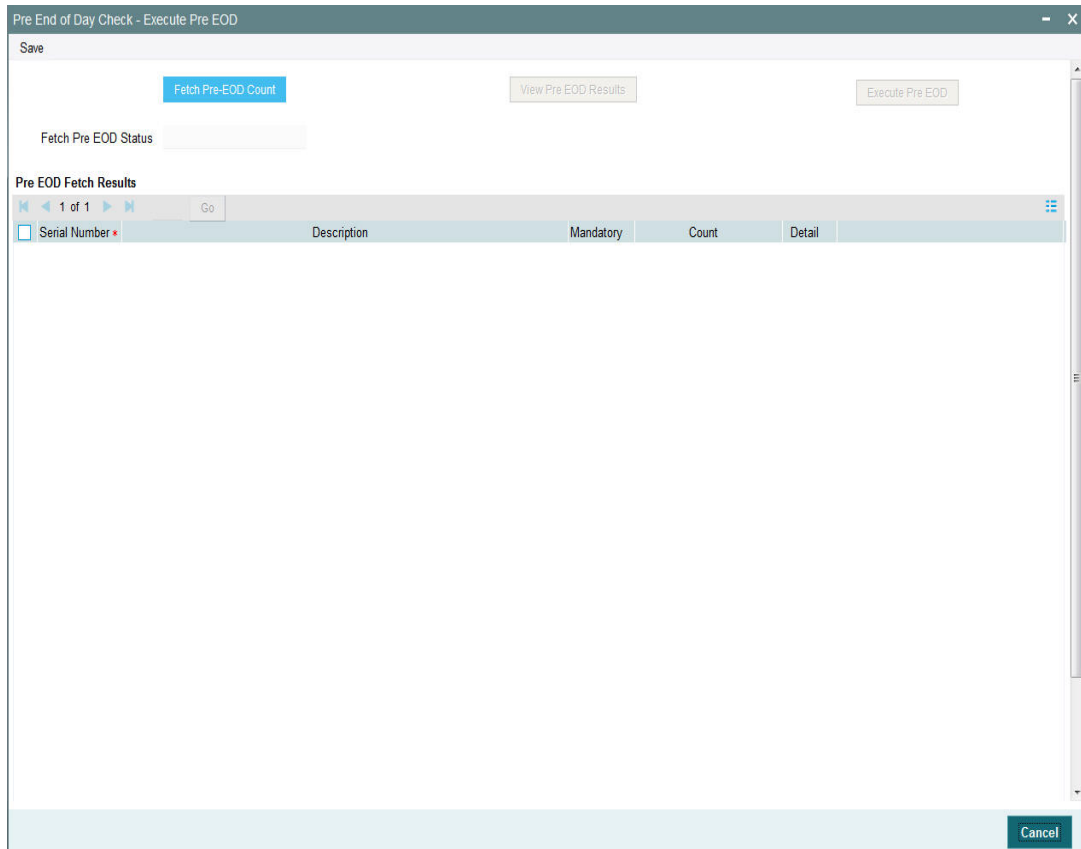 Pre End of Day Check - Execute Pre EOD
Save
Fetch Pre-EOD Count View Pre EOD Results Execute Pre EOD
Fetch Pre EOD Status
Pre EOD Fetch Results
1 of 1 Go
Serial Number * Description Mandatory Count Detail
Cancel